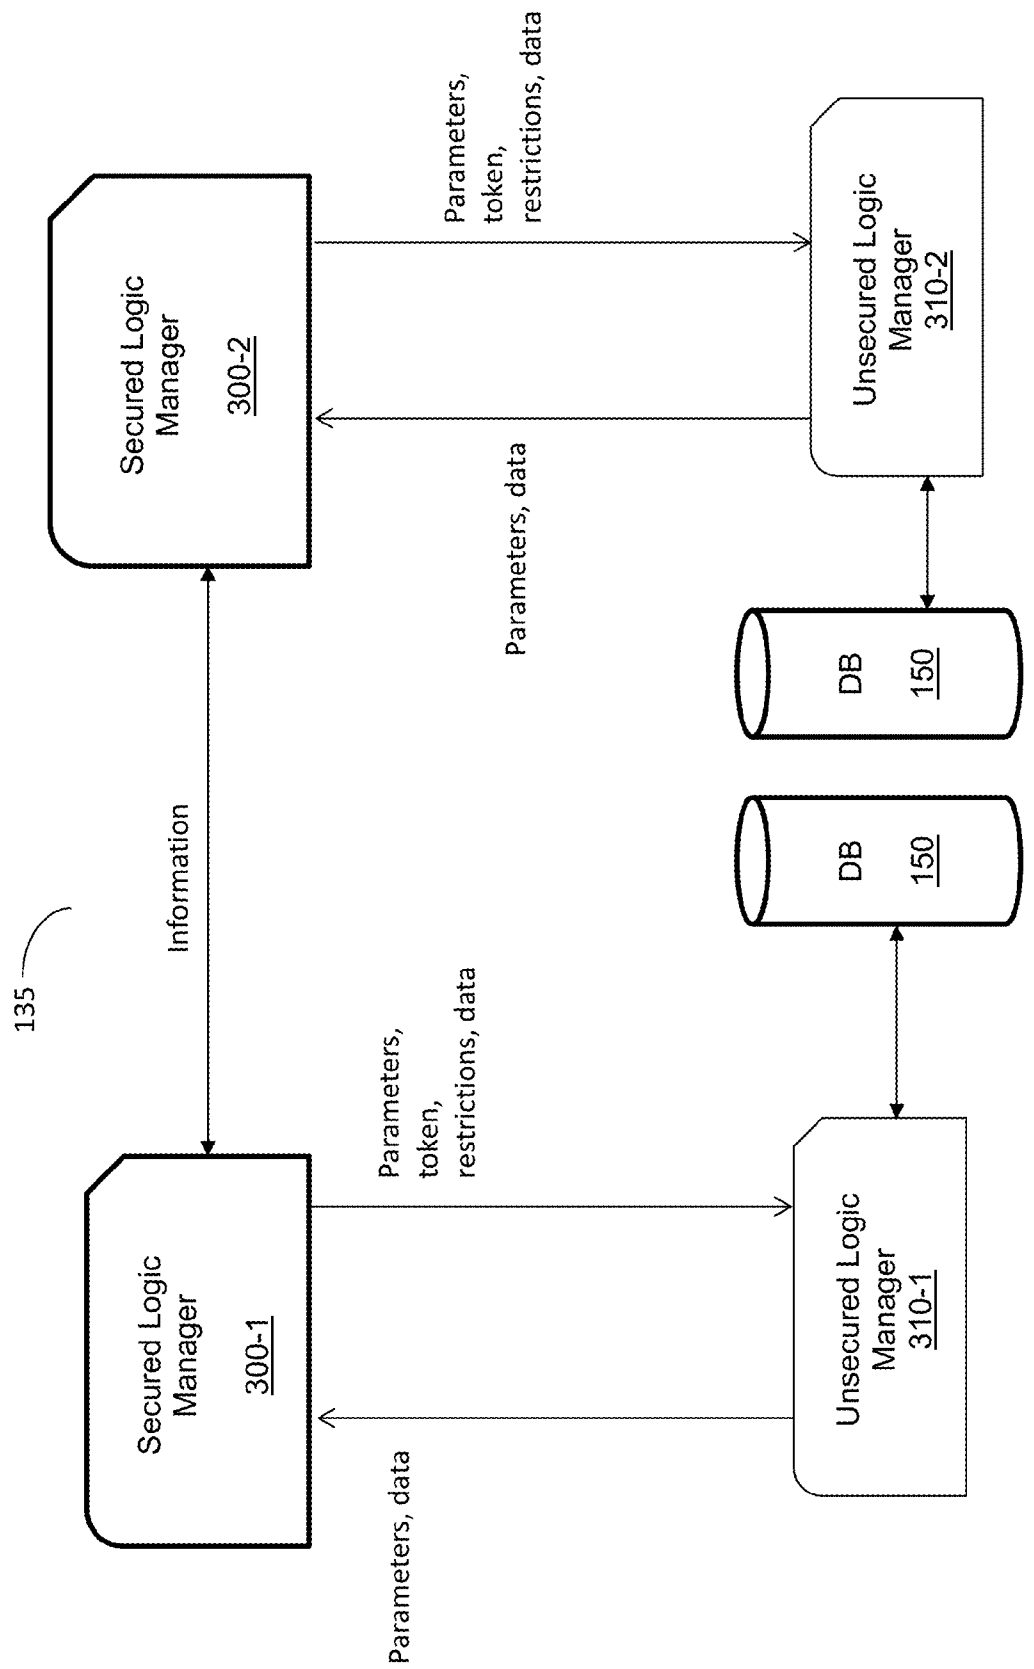 135
Secured Logic
Manager
300-1
Information
Secured Logic
Manager
300-2
Parameters, data
Parameters,
token,
restrictions, data
Parameters, data
Parameters,
token,
restrictions, data
Unsecured Logic
Manager
310-1
DB
150
DB
150
Unsecured Logic
Manager
310-2